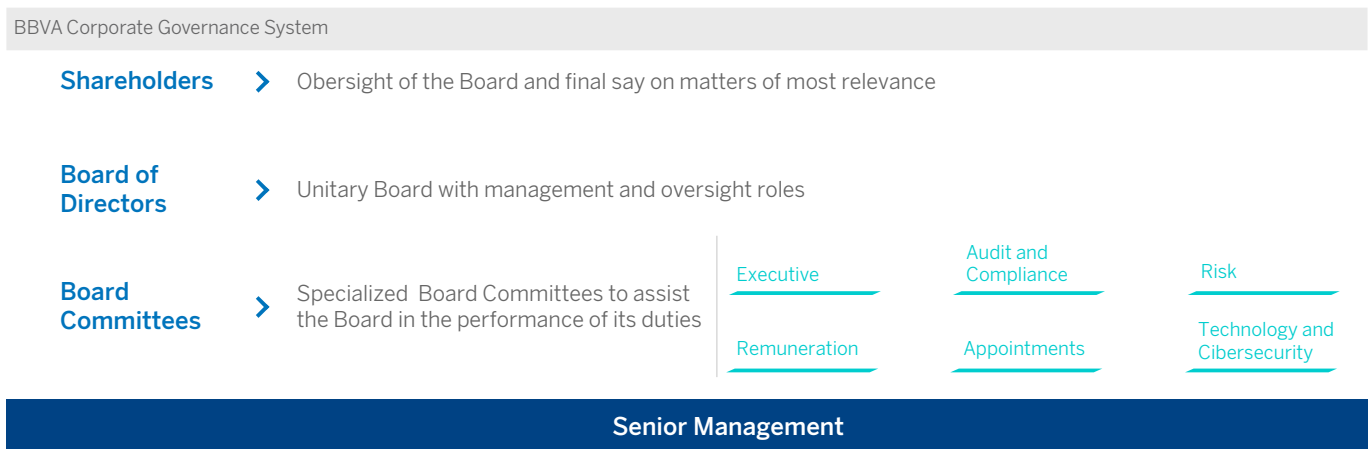 BBVA Corporate Governance System
Shareholders
Obersight of the Board and final say on matters of most relevance
Board of
Directors
Unitary Board with management and oversight roles
Board
Committees
Specialized Board Committees to assist
the Board in the performance of its duties
Executive
Audit and
Compliance
Risk
Remuneration
Appointments
Technology and
Cibersecurity
Senior Management